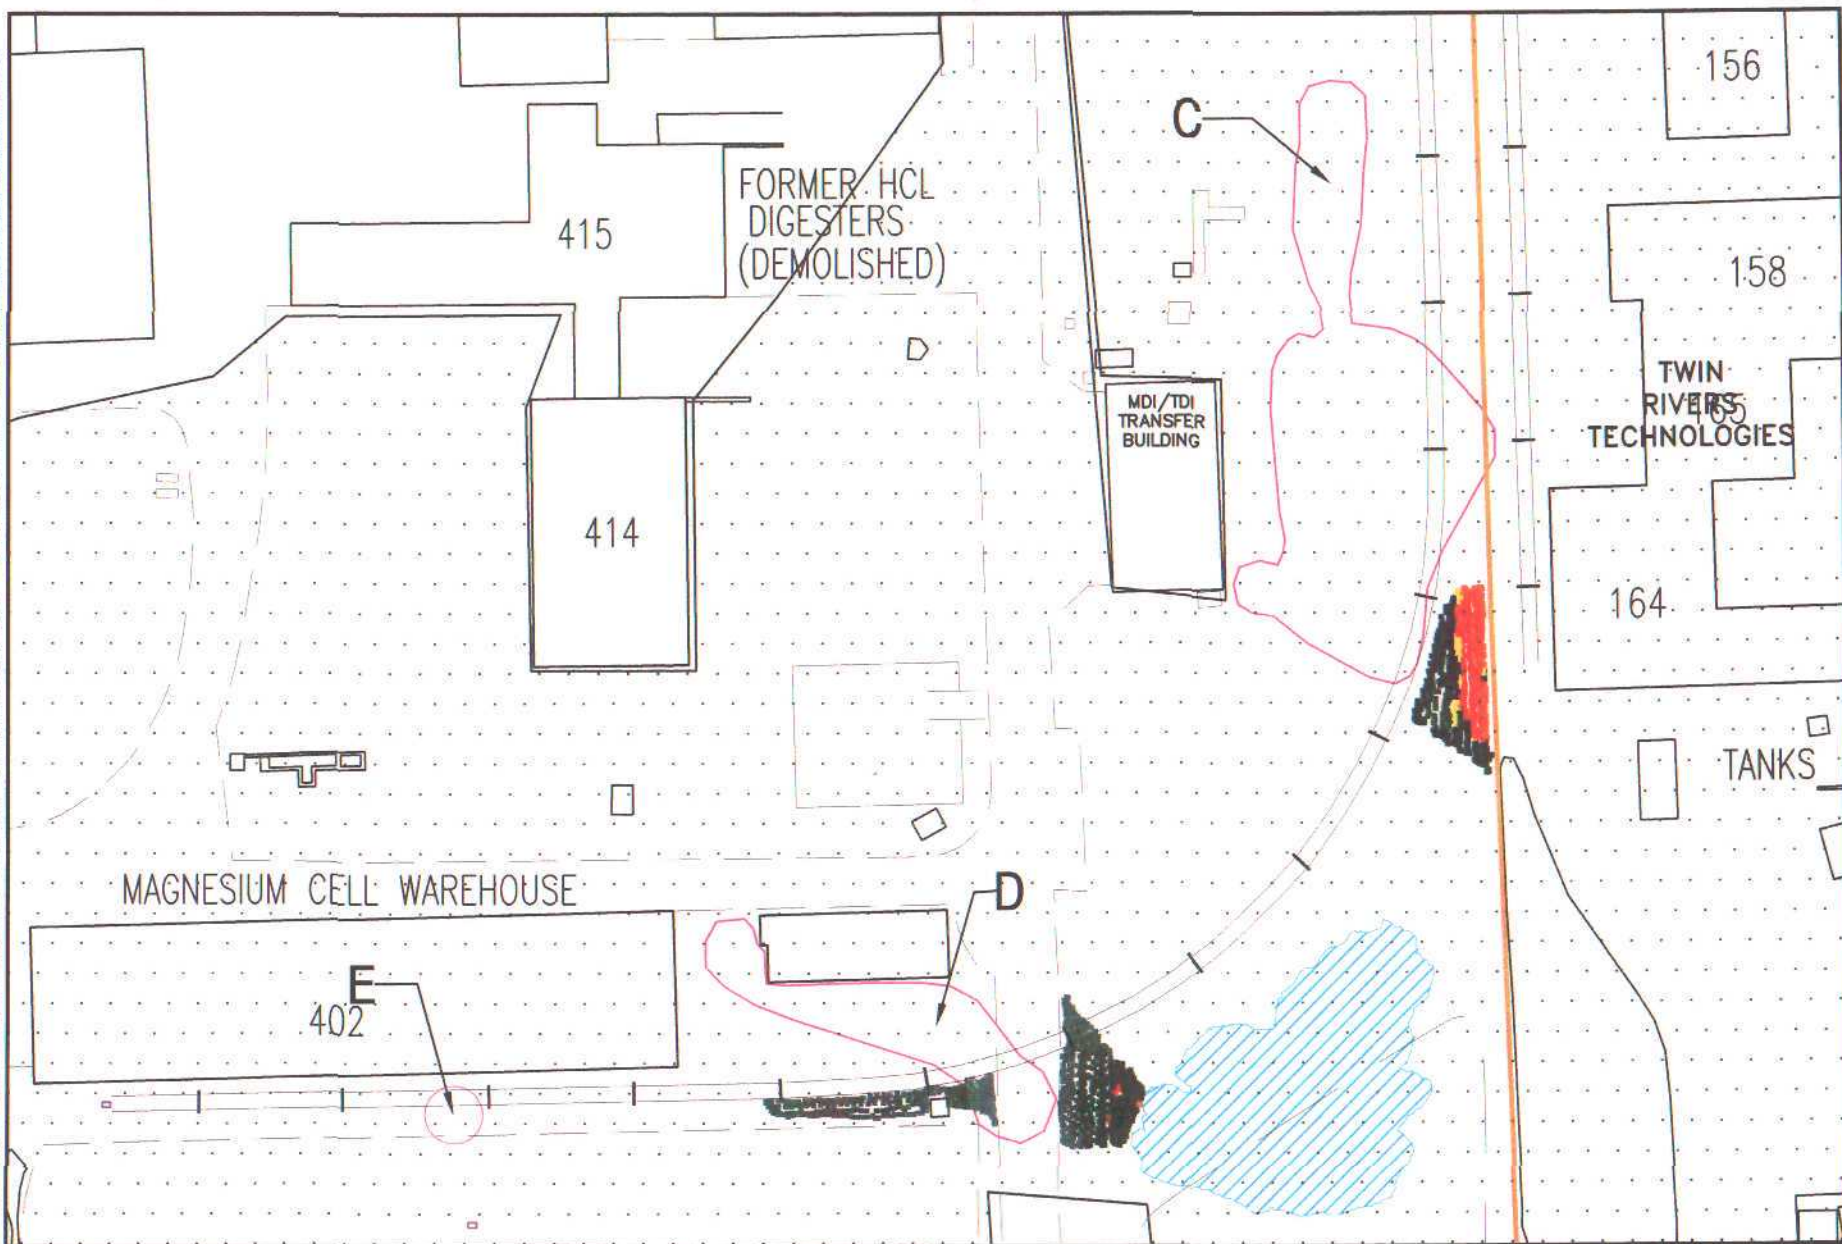 156
C
FORMER HCL
DIGESTERS
(DEMOLISHED)
415
158
TWIN
RIVERS
165
TECHNOLOGIES
MDI/TDI
TRANSFER
BUILDING
414
164
TANKS
MAGNESIUM CELL WAREHOUSE
D
E
402